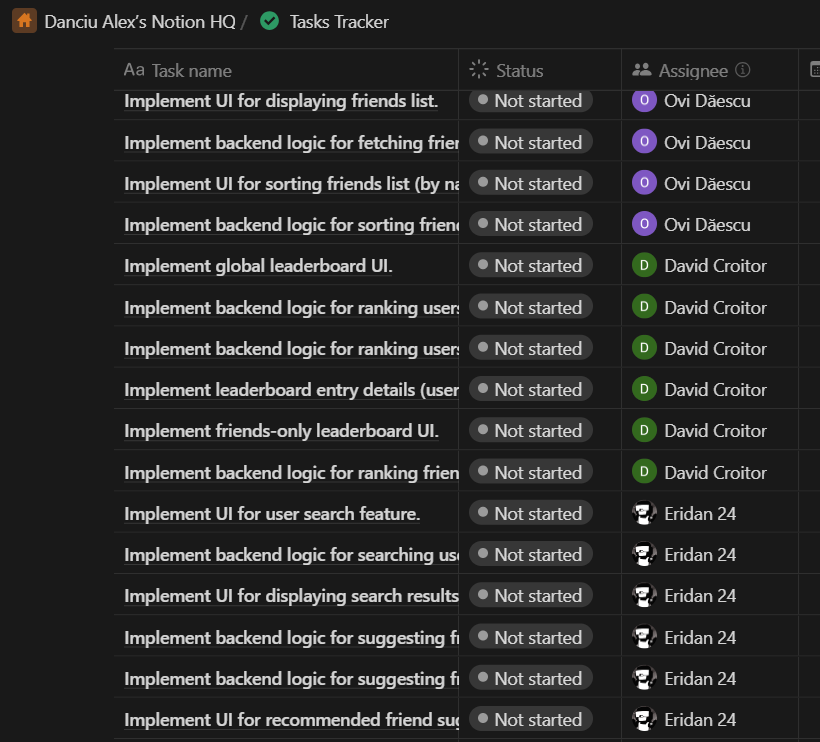 Danciu Alex's Notion HQ / Tasks Tracker
Aa Task name Status Assignee
Implement UI for displaying friends list. Not started O Ovi Dăescu
Implement backend logic for fetching frien Not started O Ovi Dăescu
Implement UI for sorting friends list (by na Not started O Ovi Dăescu
Implement backend logic for sorting friend Not started O Ovi Dăescu
Implement global leaderboard UI. Not started D David Croitor
Implement backend logic for ranking users Not started D David Croitor
Implement backend logic for ranking users Not started D David Croitor
Implement leaderboard entry details (user Not started D David Croitor
Implement friends-only leaderboard UI. Not started D David Croitor
Implement backend logic for ranking frien Not started D David Croitor
Implement UI for user search feature. Not started Eridan 24
Implement backend logic for searching use Not started Eridan 24
Implement UI for displaying search results Not started Eridan 24
Implement backend logic for suggesting fr Not started Eridan 24
Implement backend logic for suggesting fr Not started Eridan 24
Implement UI for recommended friend sug Not started Eridan 24